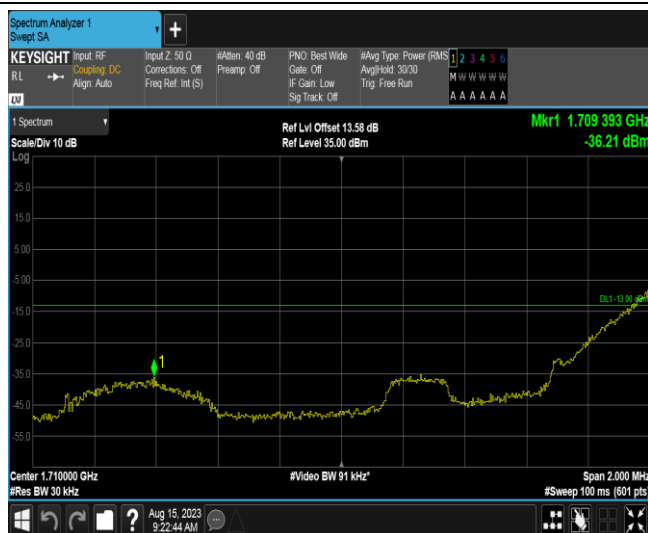 Spectrum Analyzer 1
Swept SA
+
KEYSIGHT
RL
LXI
Input: RF
Coupling: DC
Align: Auto
Input Z: 50 Ω
Corrections: Off
Freq Ref: Int (S)
#Atten: 40 dB
Preamp: Off
PNO: Best Wide
Gate: Off
IF Gain: Low
Sig Track: Off
#Avg Type: Power (RMS
Avg|Hold: 30/30
Trig: Free Run
1 2 3 4 5 6
M W W W W W
A A A A A A
1 Spectrum
Scale/Div 10 dB
Log
Ref Lvl Offset 13.58 dB
Ref Level 35.00 dBm
Mkr1 1.709 393 GHz
-36.21 dBm
25.0
15.0
5.00
-5.00
DL1 -13.00 dBm
-15.0
-25.0
-35.0
1
-45.0
-55.0
Center 1.710000 GHz
#Res BW 30 kHz
#Video BW 91 kHz*
Span 2.000 MHz
#Sweep 100 ms (601 pts)
?
Aug 15, 2023
9:22:44 AM